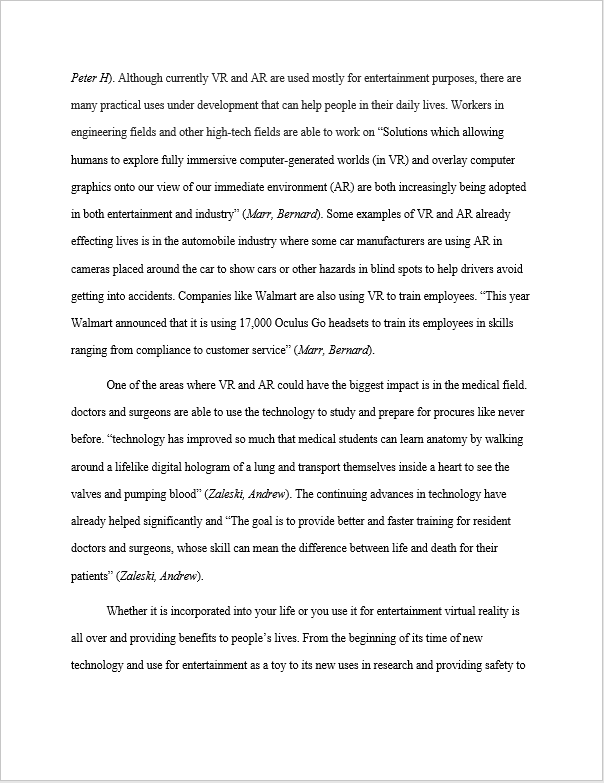 Peter H). Although currently VR and AR are used mostly for entertainment purposes, there are
many practical uses under development that can help people in their daily lives. Workers in
engineering fields and other high-tech fields are able to work on “Solutions which allowing
humans to explore fully immersive computer-generated worlds (in VR) and overlay computer
graphics onto our view of our immediate environment (AR) are both increasingly being adopted
in both entertainment and industry” (Marr, Bernard). Some examples of VR and AR already
effecting lives is in the automobile industry where some car manufacturers are using AR in
cameras placed around the car to show cars or other hazards in blind spots to help drivers avoid
getting into accidents. Companies like Walmart are also using VR to train employees. “This year
Walmart announced that it is using 17,000 Oculus Go headsets to train its employees in skills
ranging from compliance to customer service” (Marr, Bernard).
One of the areas where VR and AR could have the biggest impact is in the medical field.
doctors and surgeons are able to use the technology to study and prepare for procures like never
before. “technology has improved so much that medical students can learn anatomy by walking
around a lifelike digital hologram of a lung and transport themselves inside a heart to see the
valves and pumping blood” (Zaleski, Andrew). The continuing advances in technology have
already helped significantly and “The goal is to provide better and faster training for resident
doctors and surgeons, whose skill can mean the difference between life and death for their
patients” (Zaleski, Andrew).
Whether it is incorporated into your life or you use it for entertainment virtual reality is
all over and providing benefits to people’s lives. From the beginning of its time of new
technology and use for entertainment as a toy to its new uses in research and providing safety to